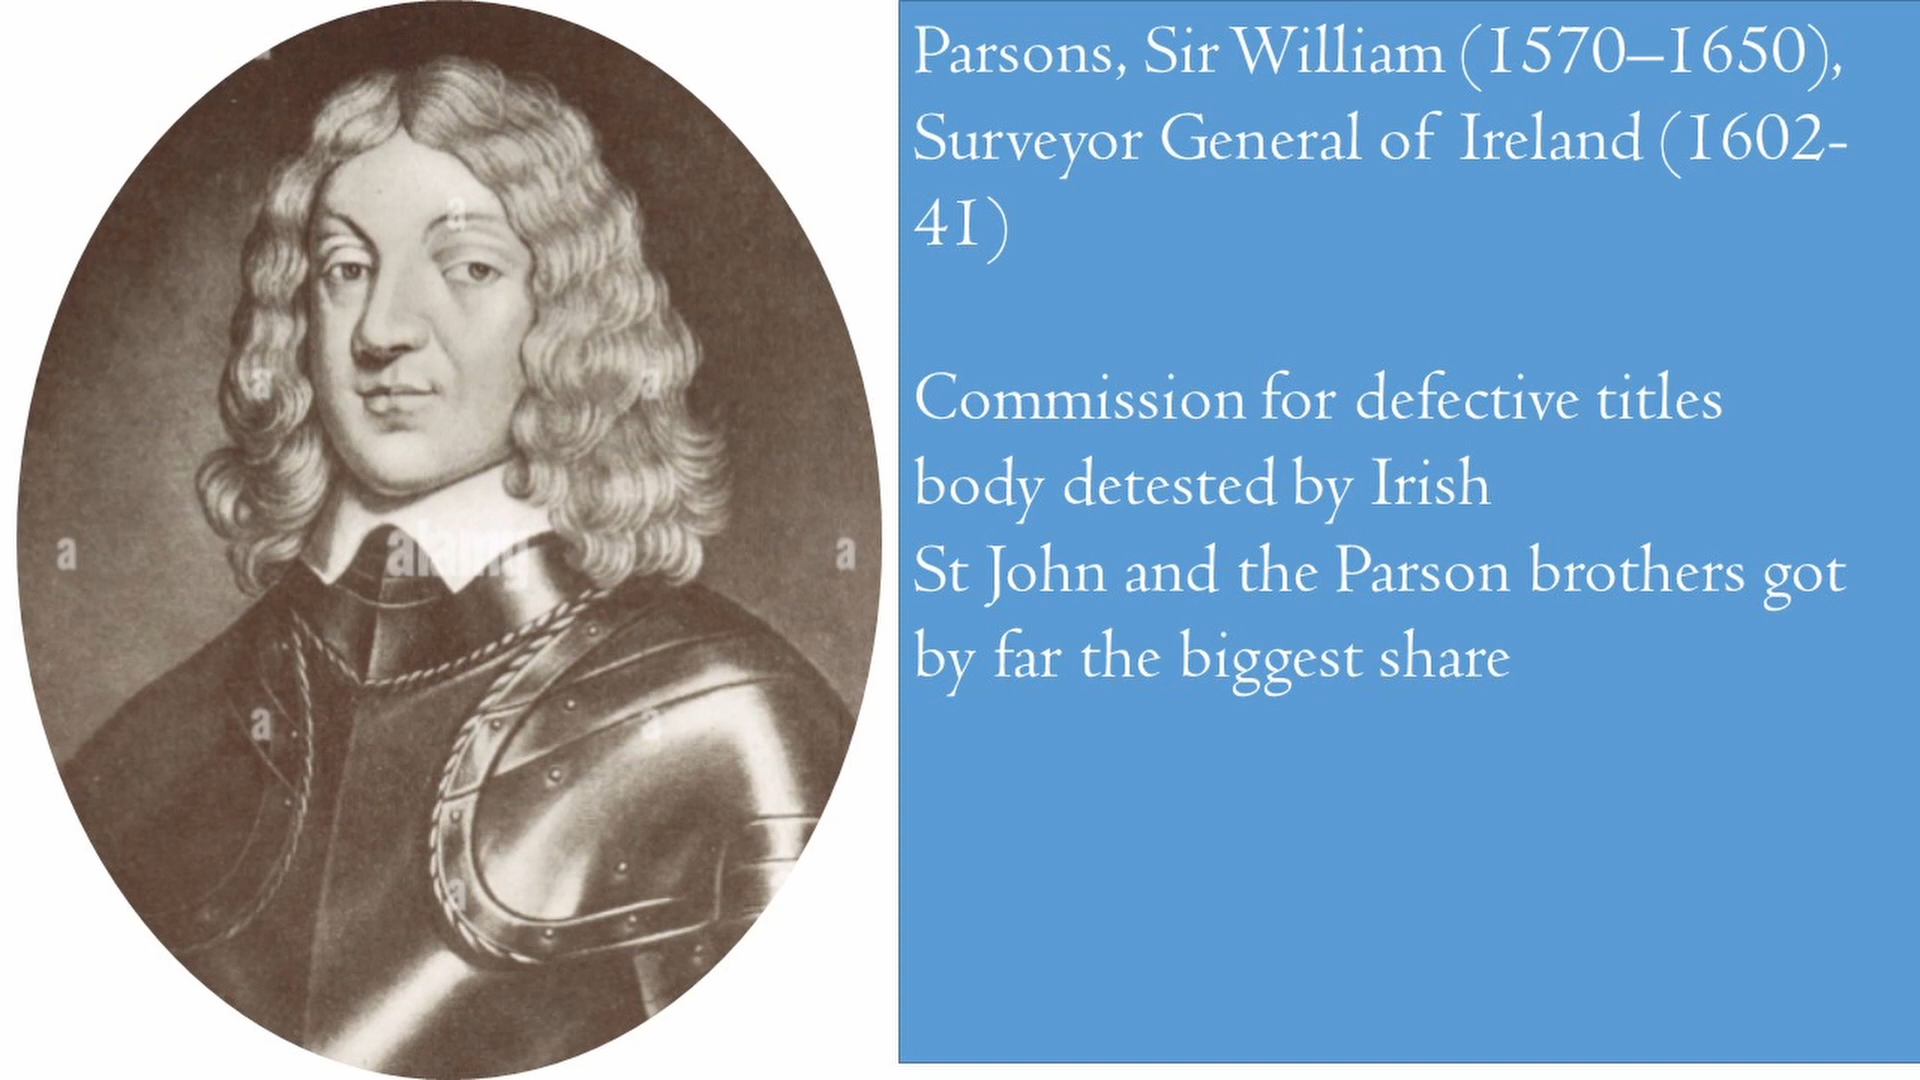 Parsons, Sir William (1570–1650),
Surveyor General of Ireland (1602-
41)
Commission for defective titles
body detested by Irish
St John and the Parson brothers got
by far the biggest share
a
a
a
a
alamy
a
a
a
a
a